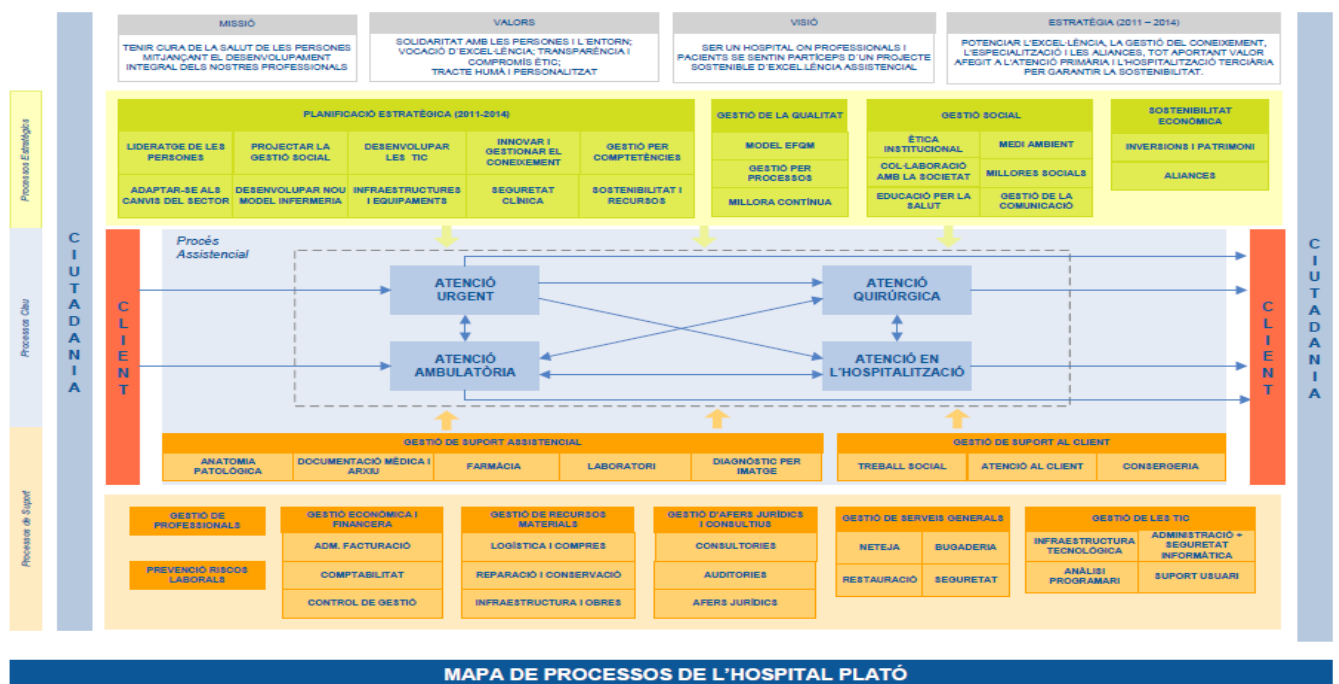 MISSIÓ
TENIR CURA DE LA SALUT DE LES PERSONES
MITJANÇANT EL DESENVOLUPAMENT
INTEGRAL DELS NOSTRES PROFESSIONALS
VALORS
SOLIDARITAT AMB LES PERSONES I L'ENTORN;
VOCACIÓ D'EXCEL·LÈNCIA; TRANSPARÈNCIA I
COMPROMÍS ÈTIC;
TRACTE HUMÀ I PERSONALITZAT
VISIÓ
SER UN HOSPITAL ON PROFESSIONALS I
PACIENTS SE SENTIN PARTÍCEPS D'UN PROJECTE
SOSTENIBLE D'EXCEL.LÈNCIA ASSISTENCIAL
ESTRATÈGIA (2011 – 2014)
POTENCIAR L'EXCEL·LÈNCIA, LA GESTIÓ DEL CONEIXEMENT,
L'ESPECIALITZACIÓ I LES ALIANCES, TOT APORTANT VALOR
AFEGIT A L'ATENCIÓ PRIMÀRIA I L'HOSPITALITZACIÓ TERCIÀRIA
PER GARANTIR LA SOSTENIBILITAT.
Processos Estratègics
PLANIFICACIÓ ESTRATÈGICA (2011-2014)
LIDERATGE DE LES
PERSONES
PROJECTAR LA
GESTIÓ SOCIAL
DESENVOLUPAR
LES TIC
INNOVAR I
GESTIONAR EL
CONEIXEMENT
GESTIÓ PER
COMPTETÈNCIES
ADAPTAR-SE ALS
CANVIS DEL SECTOR
DESENVOLUPAR NOU
MODEL INFERMERIA
INFRAESTRUCTURES
I EQUIPAMENTS
SEGURETAT
CLÍNICA
SOSTENIBILITAT I
RECURSOS
GESTIÓ DE LA QUALITAT
MODEL EFQM
GESTIÓ PER
PROCESSOS
MILLORA CONTÍNUA
GESTIÓ SOCIAL
ÈTICA
INSTITUCIONAL
MEDI AMBIENT
COL·LABORACIÓ
AMB LA SOCIETAT
MILLORES SOCIALS
EDUCACIÓ PER LA
SALUT
GESTIÓ DE LA
COMUNICACIÓ
SOSTENIBILITAT
ECONÒMICA
INVERSIONS I PATRIMONI
ALIANCES
CIUTADANIA
Processos Clau
CLIENT
Procés
Assistencial
ATENCIÓ
URGENT
ATENCIÓ
QUIRÚRGICA
ATENCIÓ
AMBULATÒRIA
ATENCIÓ EN
L'HOSPITALITZACIÓ
CLIENT
CIUTADANIA
GESTIÓ DE SUPORT ASSISTENCIAL
ANATOMIA
PATOLÓGICA
DOCUMENTACIÓ MÈDICA I
ARXIU
FARMÀCIA
LABORATORI
DIAGNÒSTIC PER
IMATGE
GESTIÓ DE SUPORT AL CLIENT
TREBALL SOCIAL
ATENCIÓ AL CLIENT
CONSERGERIA
Processos de Suport
GESTIÓ DE
PROFESSIONALS
PREVENCIÓ RISCOS
LABORALS
GESTIÓ ECONÒMICA I
FINANCERA
ADM. FACTURACIÓ
COMPTABILITAT
CONTROL DE GESTIÓ
GESTIÓ DE RECURSOS
MATERIALS
LOGÍSTICA I COMPRES
REPARACIÓ I CONSERVACIÓ
INFRAESTRUCTURA I OBRES
GESTIÓ D'AFERS JURÍDICS
I CONSULTIUS
CONSULTORIES
AUDITORIES
AFERS JURÍDICS
GESTIÓ DE SERVEIS GENERALS
NETEJA
BUGADERIA
RESTAURACIÓ
SEGURETAT
GESTIÓ DE LES TIC
INFRAESTRUCTURA
TECNOLÒGICA
ADMINISTRACIÓ +
SEGURETAT
INFORMÀTICA
ANÀLISI
PROGRAMARI
SUPORT USUARI
MAPA DE PROCESSOS DE L'HOSPITAL PLATÓ